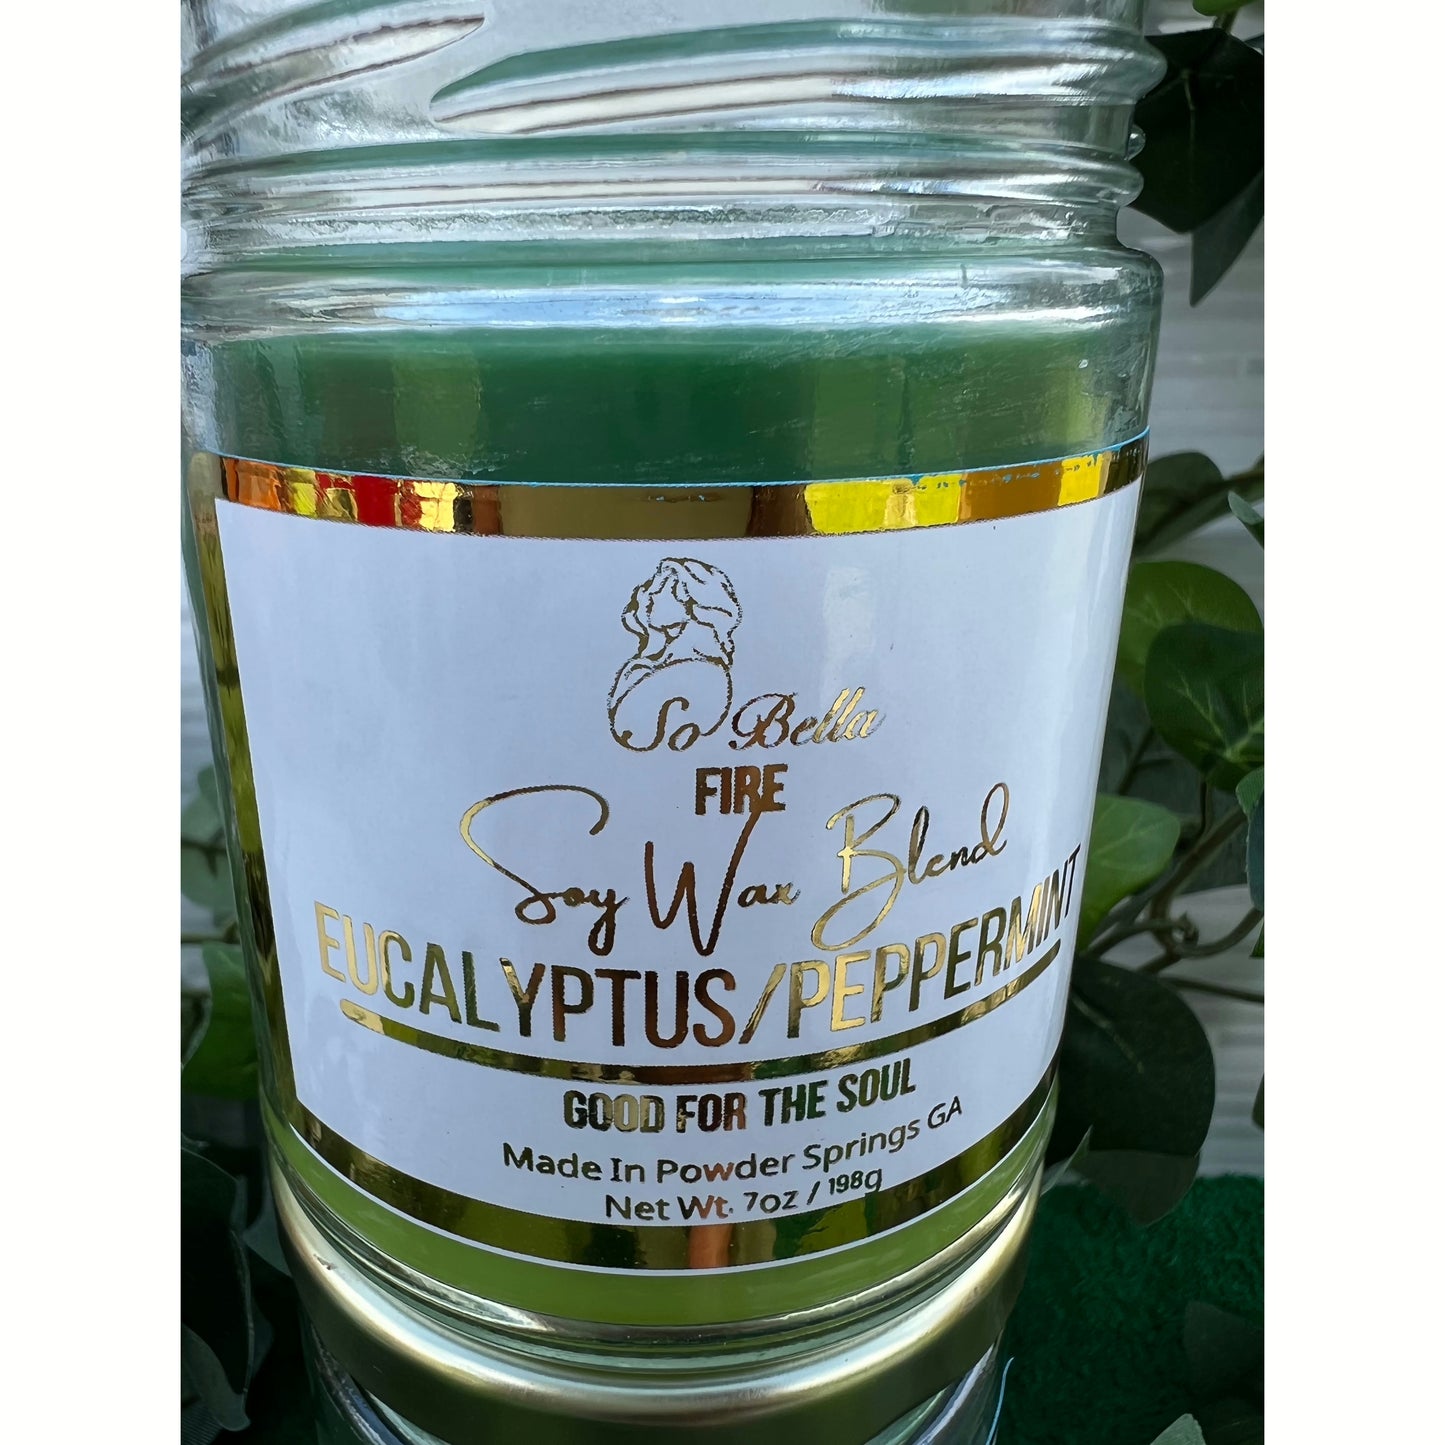 So Bella
FIRE
Soy Wax Blend
EUCALYPTUS/PEPPERMINT
GOOD FOR THE SOUL
Made In Powder Springs GA
Net Wt. 7oz / 198g